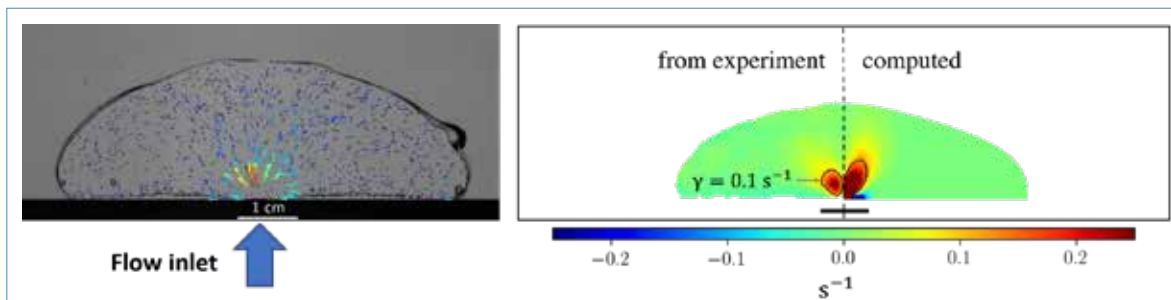 1 cm
Flow inlet
from experiment computed
γ = 0.1 s⁻¹
−0.2 −0.1 0.0 0.1 0.2
s⁻¹